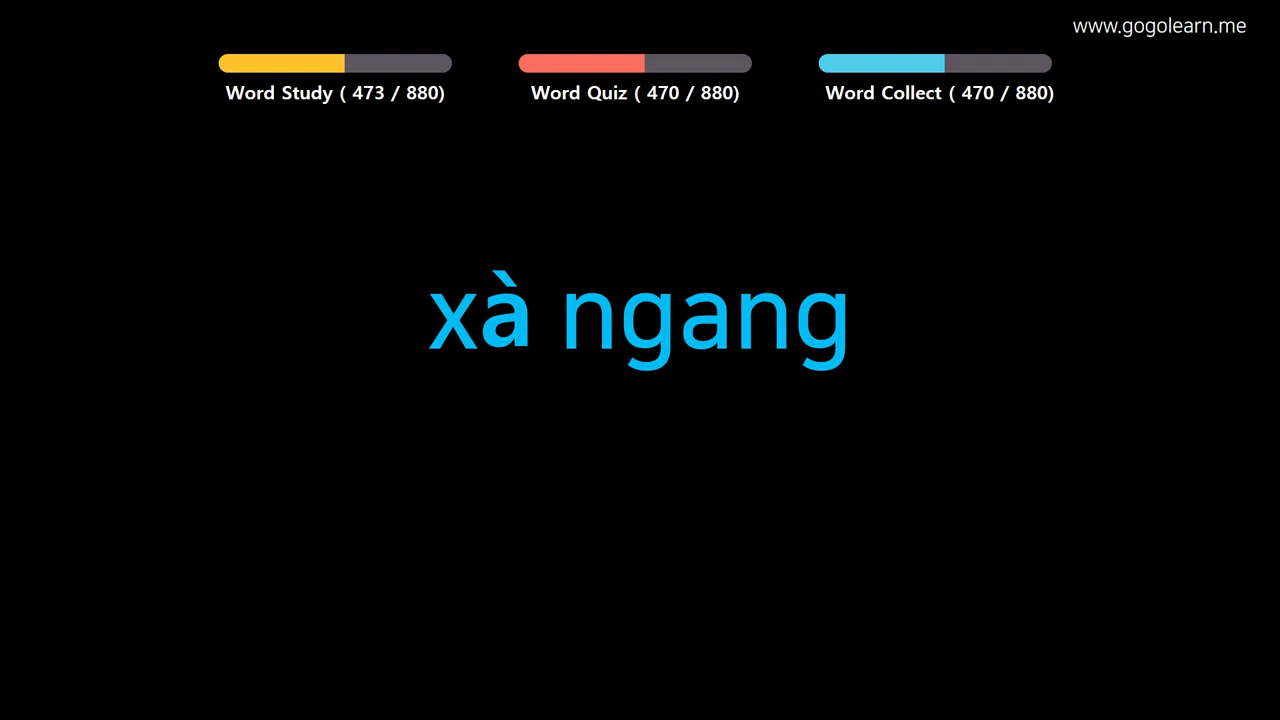 www.gogolearn.me
Word Study ( 473 / 880)
Word Quiz ( 470 / 880)
Word Collect ( 470 / 880)
xà ngang